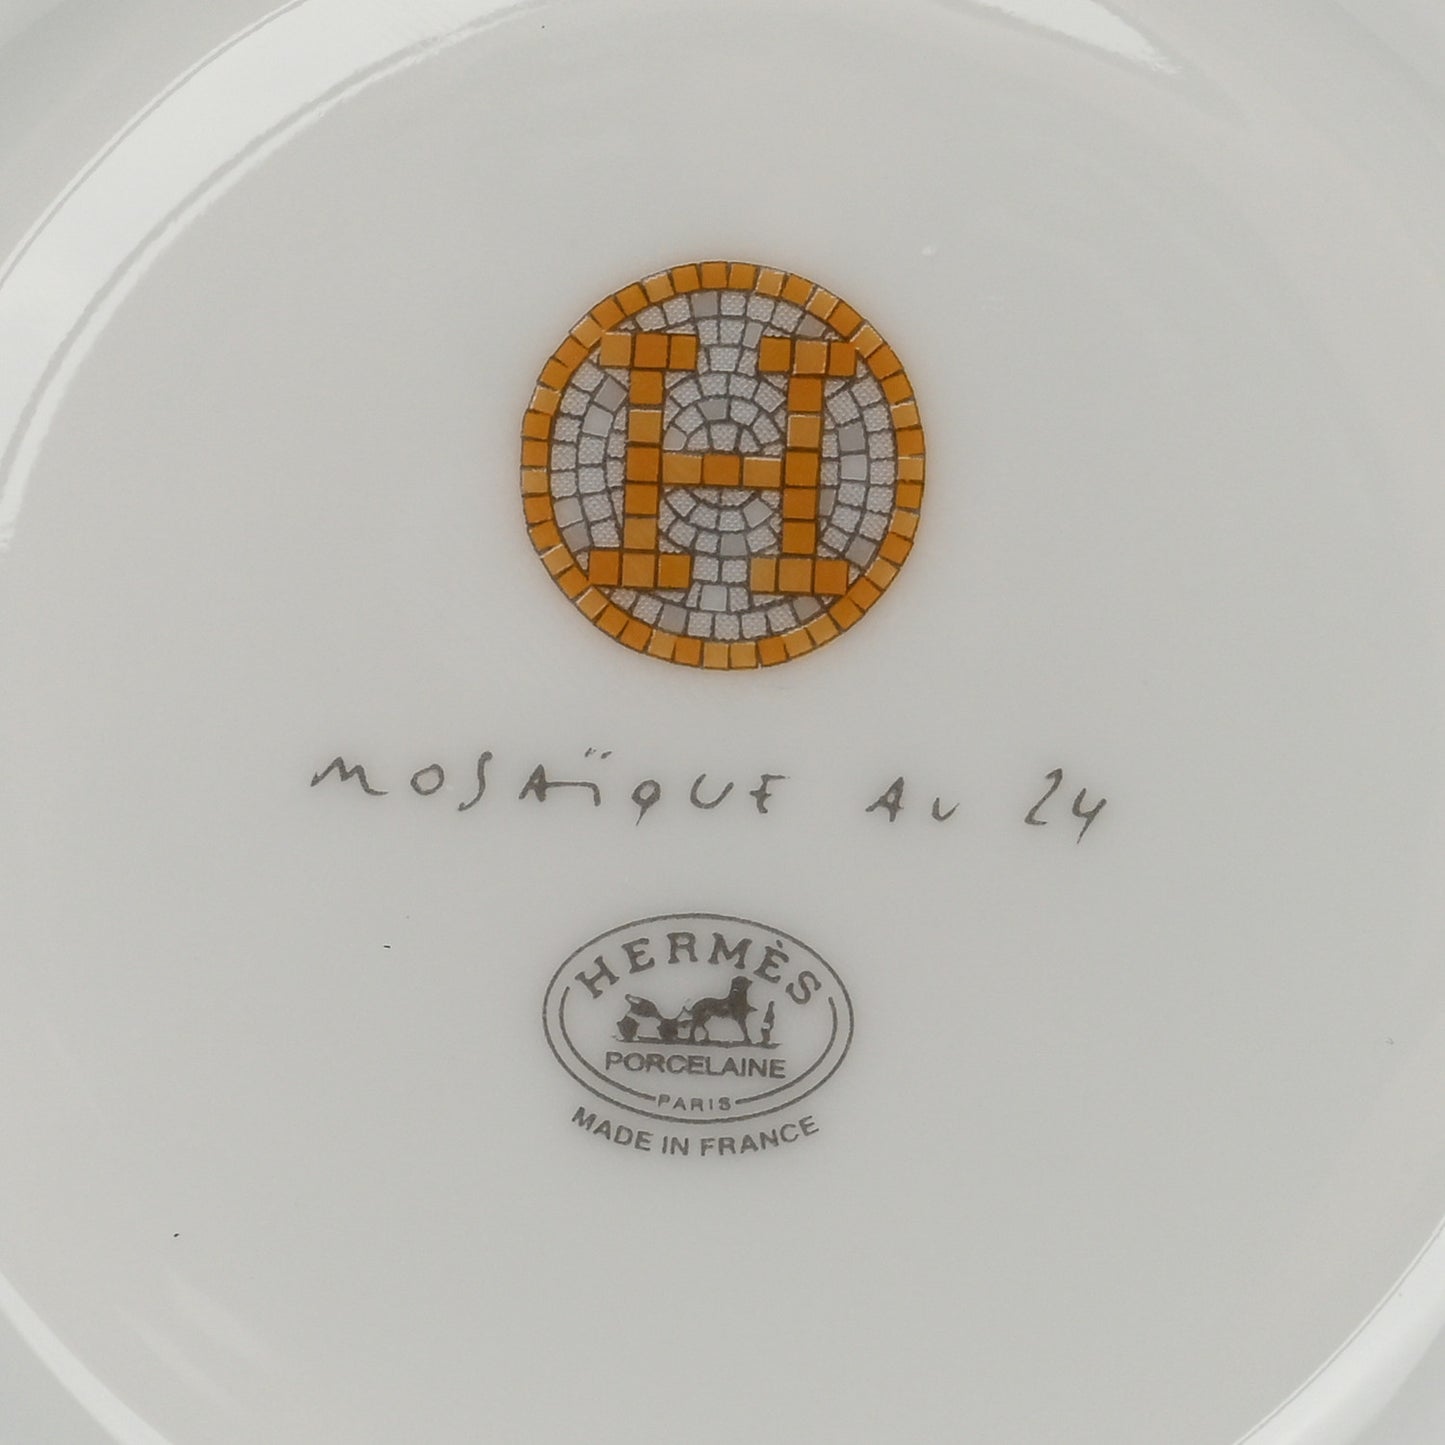 H
MOSAÏQUE AU 24
HERMÈS
PORCELAINE
PARIS
MADE IN FRANCE